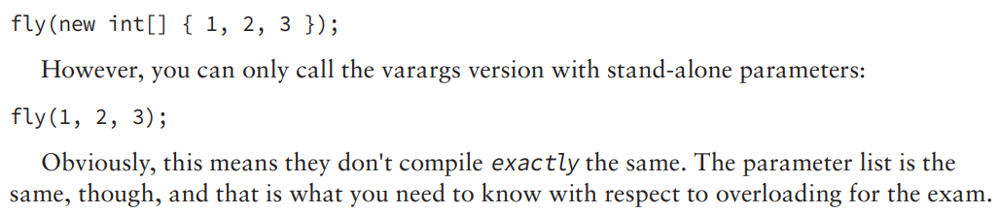 fly(new int[] { 1, 2, 3 });
However, you can only call the varargs version with stand-alone parameters:
fly(1, 2, 3);
Obviously, this means they don't compile exactly the same. The parameter list is the
same, though, and that is what you need to know with respect to overloading for the exam.